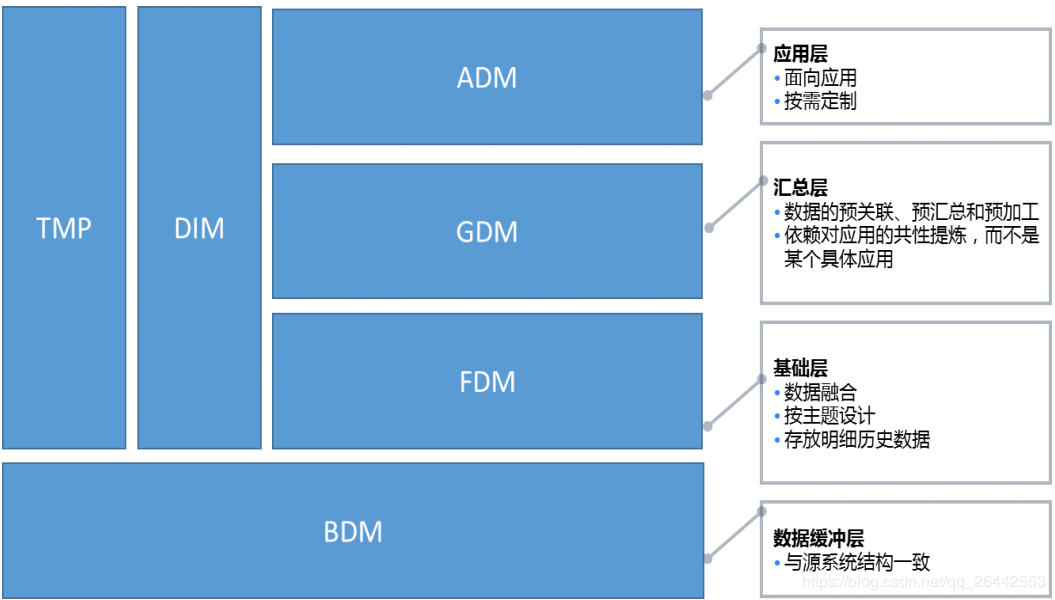 TMP
DIM
ADM
GDM
FDM
BDM
应用层
•面向应用
•按需定制
汇总层
•数据的预关联、预汇总和预加工
•依赖对应用的共性提炼，而不是
某个具体应用
基础层
•数据融合
•按主题设计
•存放明细历史数据
数据缓冲层
•与源系统结构一致
https://blog.csdn.net/qq_26442553